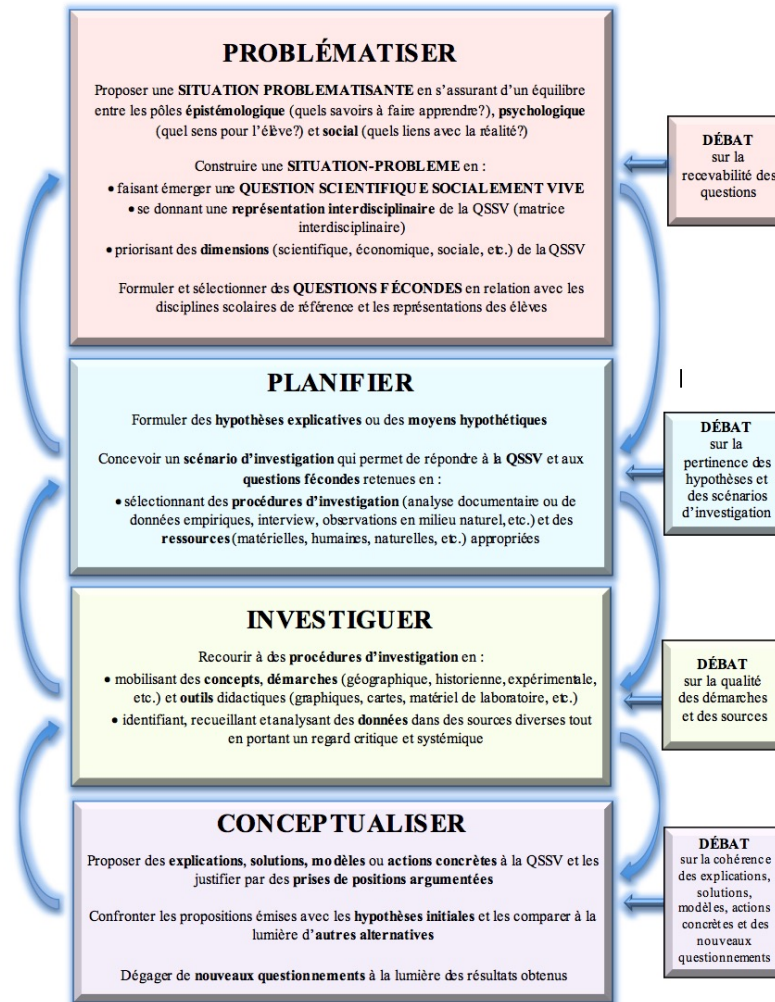 PROBLÉMATISER
Proposer une SITUATION PROBLEMATISANTE en s'assurant d'un équilibre
entre les pôles épistémologique (quels savoirs à faire apprendre?), psychologique
(quel sens pour l'élève?) et social (quels liens avec la réalité?)
Construire une SITUATION-PROBLEME en :
• faisant émerger une QUESTION SCIENTIFIQUE SOCIALEMENT VIVE
• se donnant une représentation interdisciplinaire de la QSSV (matrice
interdisciplinaire)
• priorisant des dimensions (scientifique, économique, sociale, etc.) de la QSSV
Formuler et sélectionner des QUESTIONS FÉCONDES en relation avec les
disciplines scolaires de référence et les représentations des élèves
DÉBAT
sur la
recevabilité des
questions
PLANIFIER
Formuler des hypothèses explicatives ou des moyens hypothétiques
Concevoir un scénario d'investigation qui permet de répondre à la QSSV et aux
questions fécondes retenues en :
• sélectionnant des procédures d'investigation (analyse documentaire ou de
données empiriques, interview, observations en milieu naturel, etc.) et des
ressources (matérielles, humaines, naturelles, etc.) appropriées
DÉBAT
sur la
pertinence des
hypothèses et
des scénarios
d'investigation
INVESTIGUER
Recourir à des procédures d'investigation en :
• mobilisant des concepts, démarches (géographique, historienne, expérimentale,
etc.) et outils didactiques (graphiques, cartes, matériel de laboratoire, etc.)
• identifiant, recueillant et analysant des données dans des sources diverses tout
en portant un regard critique et systémique
DÉBAT
sur la qualité
des démarches
et des sources
CONCEPTUALISER
Proposer des explications, solutions, modèles ou actions concrètes à la QSSV et les
justifier par des prises de positions argumentées
Confronter les propositions émises avec les hypothèses initiales et les comparer à la
lumière d'autres alternatives
Dégager de nouveaux questionnements à la lumière des résultats obtenus
DÉBAT
sur la cohérence
des explications,
solutions,
modèles, actions
concrètes et des
nouveaux
questionnements